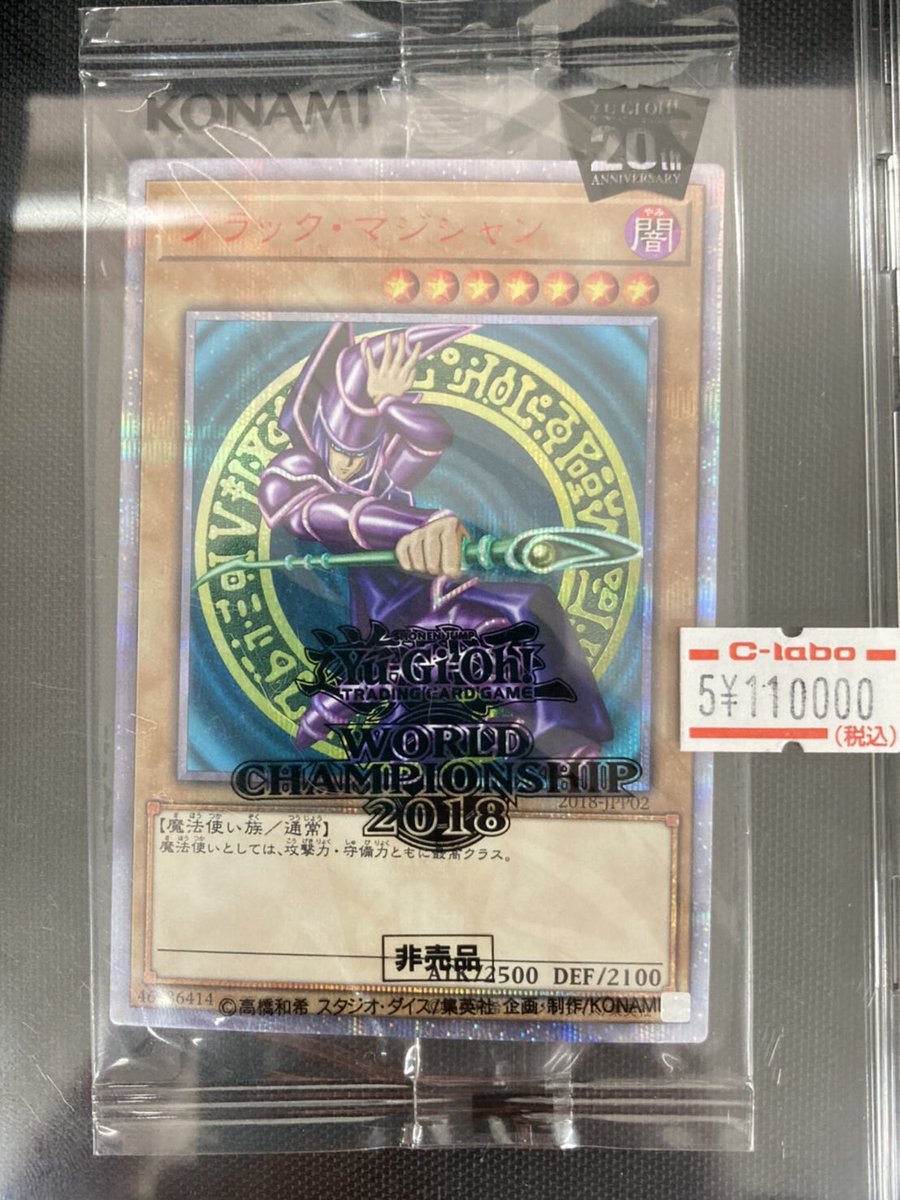 KONAMI
YU-GI-OH!
20th
ANNIVERSARY
ブラック・マジシャン
やみ
闇
SHONEN JUMP
Yu-Gi-Oh!
TRADING CARD GAME
WORLD
CHAMPIONSHIP
2018
2018-JPP02
C-labo
5¥110000
(税込)
【魔法使い族／通常】
魔法使いとしては、攻撃力・守備力ともに最高クラス。
非売品
ATK/2500 DEF/2100
©高橋和希 スタジオ・ダイス/集英社 企画・制作/KONAMI